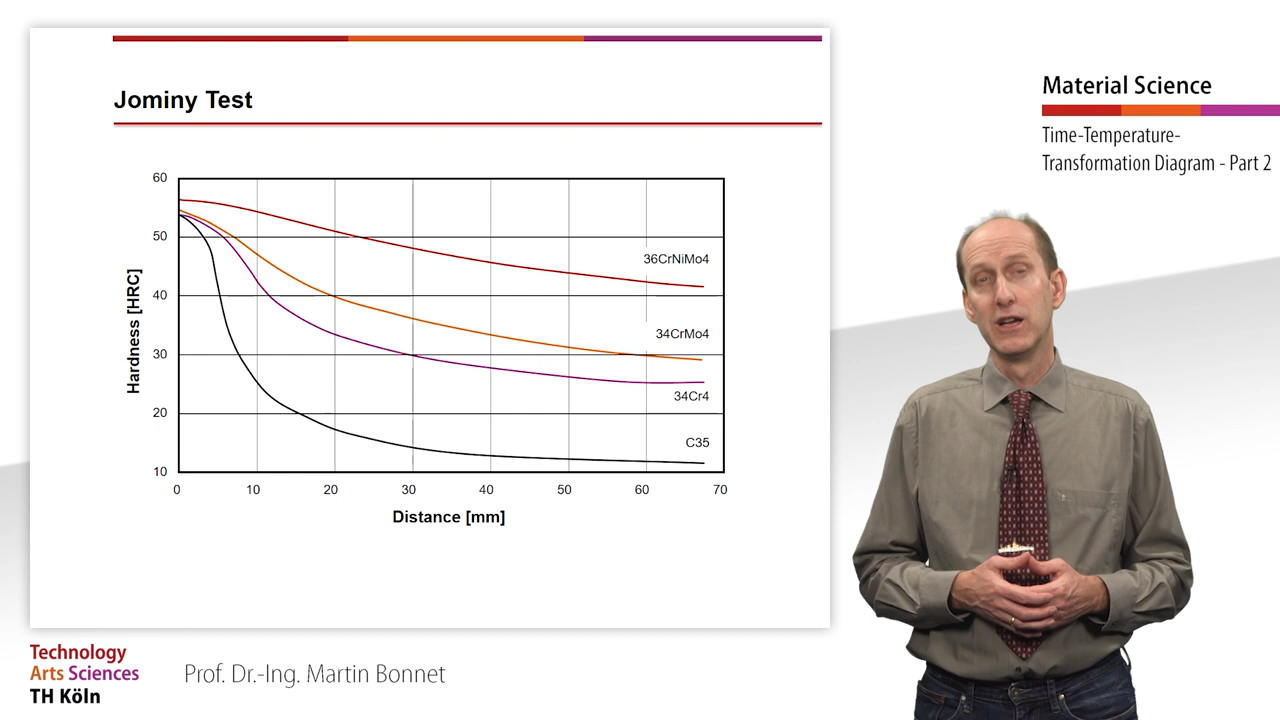 Jominy Test
60
50
40
30
20
10
Hardness [HRC]
36CrNiMo4
34CrMo4
34Cr4
C35
0 10 20 30 40 50 60 70
Distance [mm]
Material Science
Time-Temperature-
Transformation Diagram - Part 2
Technology
Arts Sciences
TH Köln
Prof. Dr.-Ing. Martin Bonnet